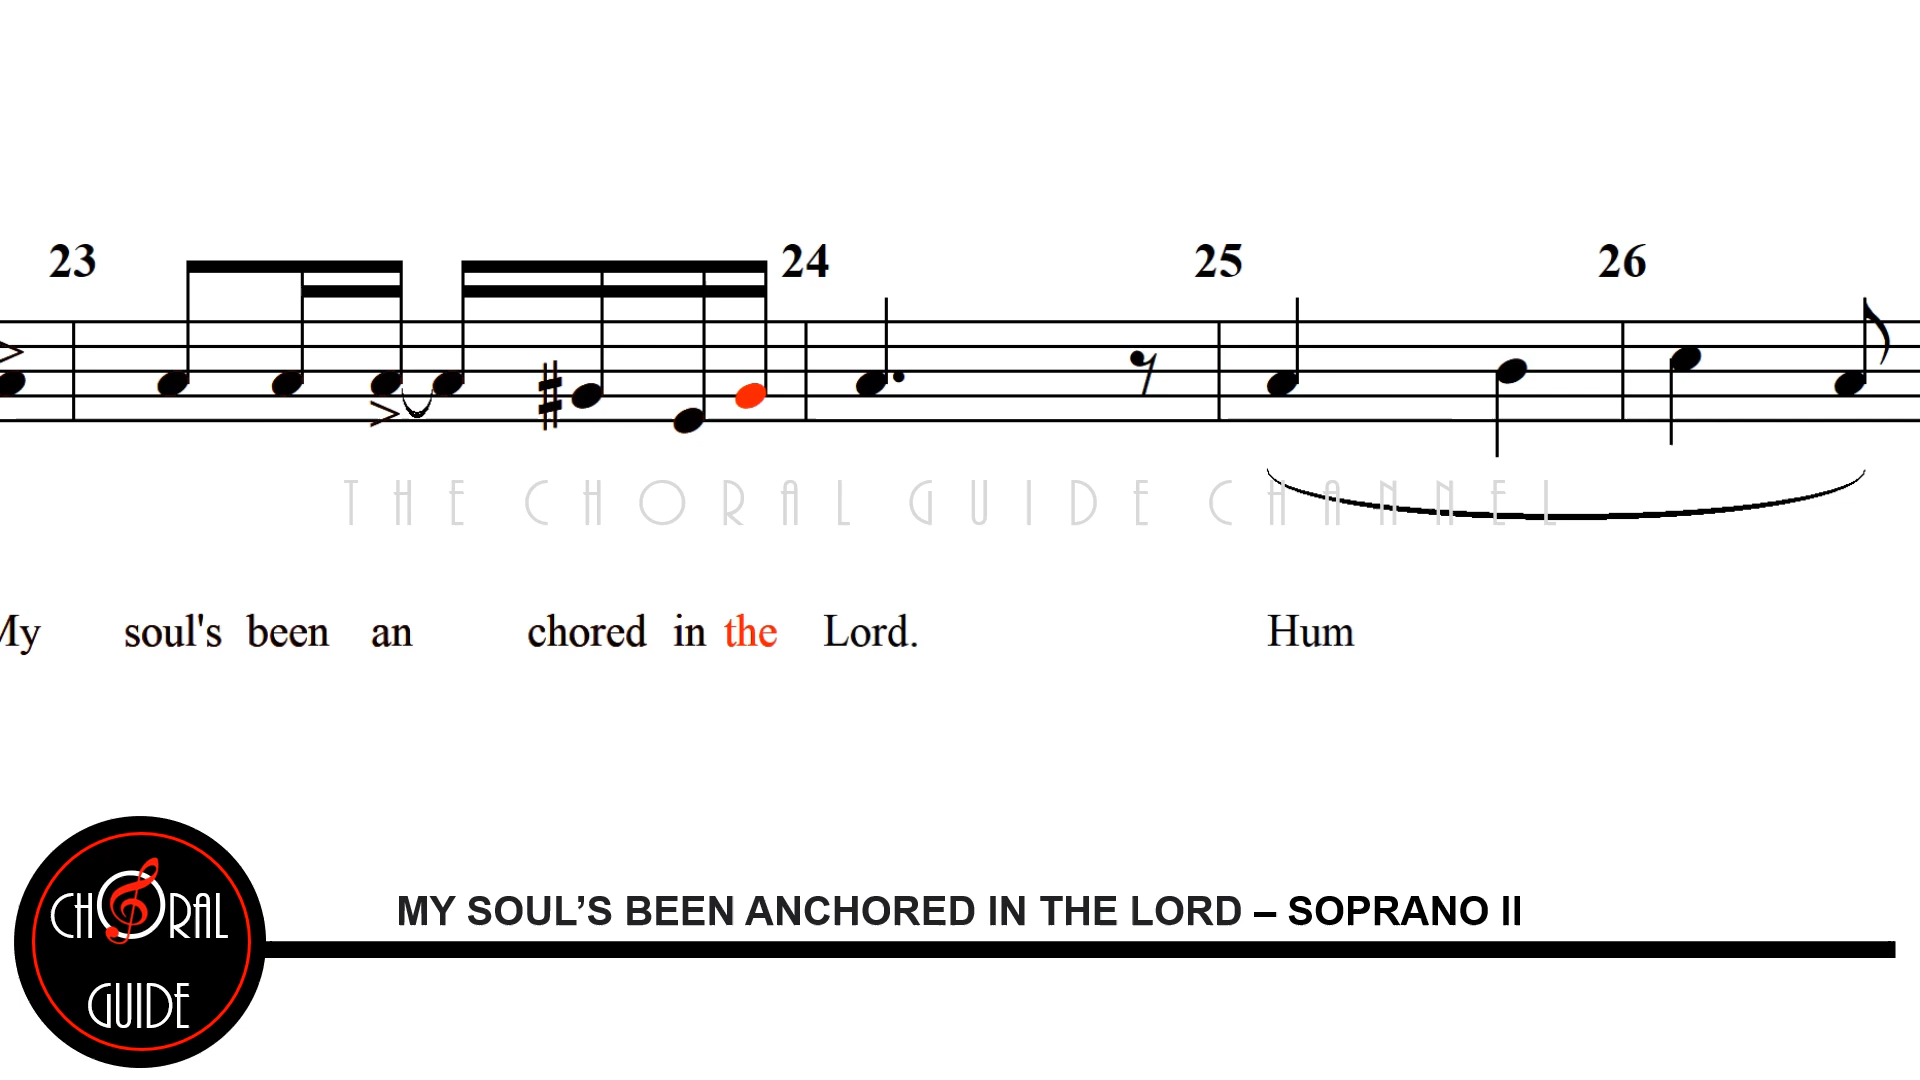 23 24 25 26
THE CHORAL GUIDE CHANNEL
My soul's been an chored in the Lord. Hum
MY SOUL’S BEEN ANCHORED IN THE LORD – SOPRANO II
CHORAL
GUIDE